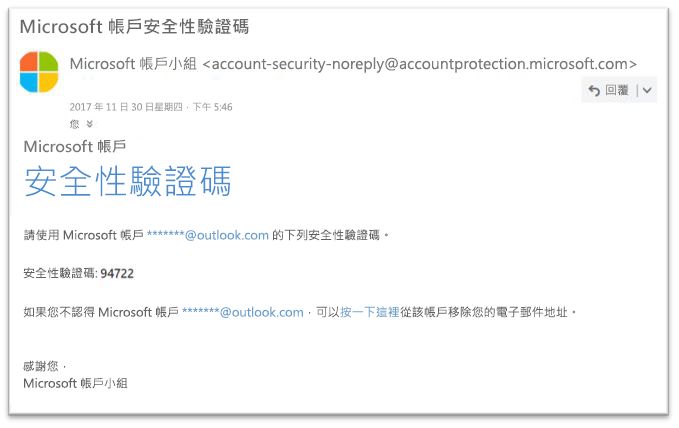 Microsoft 帳戶安全性驗證碼
Microsoft 帳戶小組 <account-security-noreply@accountprotection.microsoft.com>
回覆
2017 年 11 日 30 日星期四，下午 5:46
您
Microsoft 帳戶
安全性驗證碼
請使用 Microsoft 帳戶 *******@outlook.com 的下列安全性驗證碼。
安全性驗證碼: 94722
如果您不認得 Microsoft 帳戶 *******@outlook.com，可以按一下這裡從該帳戶移除您的電子郵件地址。
感謝您，
Microsoft 帳戶小組